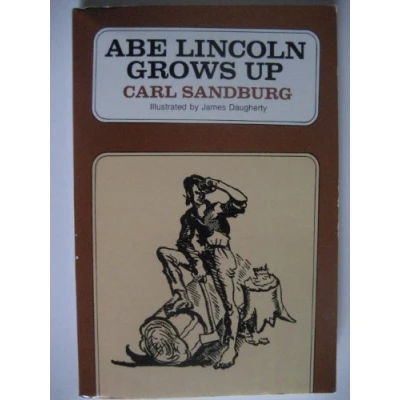 ABE LINCOLN
GROWS UP
CARL SANDBURG
Illustrated by James Daugherty